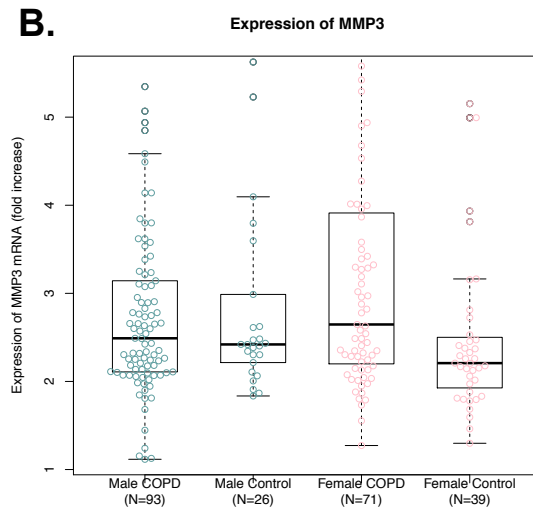 B.
Expression of MMP3
Expression of MMP3 mRNA (fold increase)
5
4
3
2
1
Male COPD Male Control Female COPD Female Control
(N=93) (N=26) (N=71) (N=39)